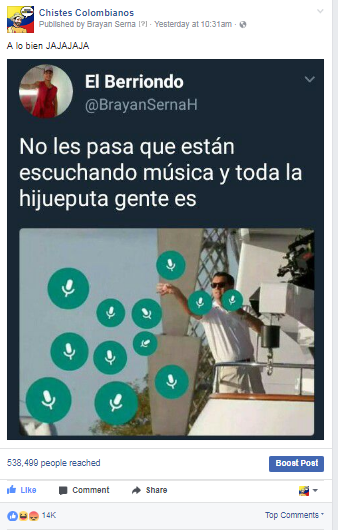 Chistes Colombianos
Published by Brayan Serna |?| · Yesterday at 10:31am ·
A lo bien JAJAJAJA
El Berriondo
@BrayanSernaH
No les pasa que están
escuchando música y toda la
hijueputa gente es
538,499 people reached
Boost Post
Like Comment Share
14K
Top Comments